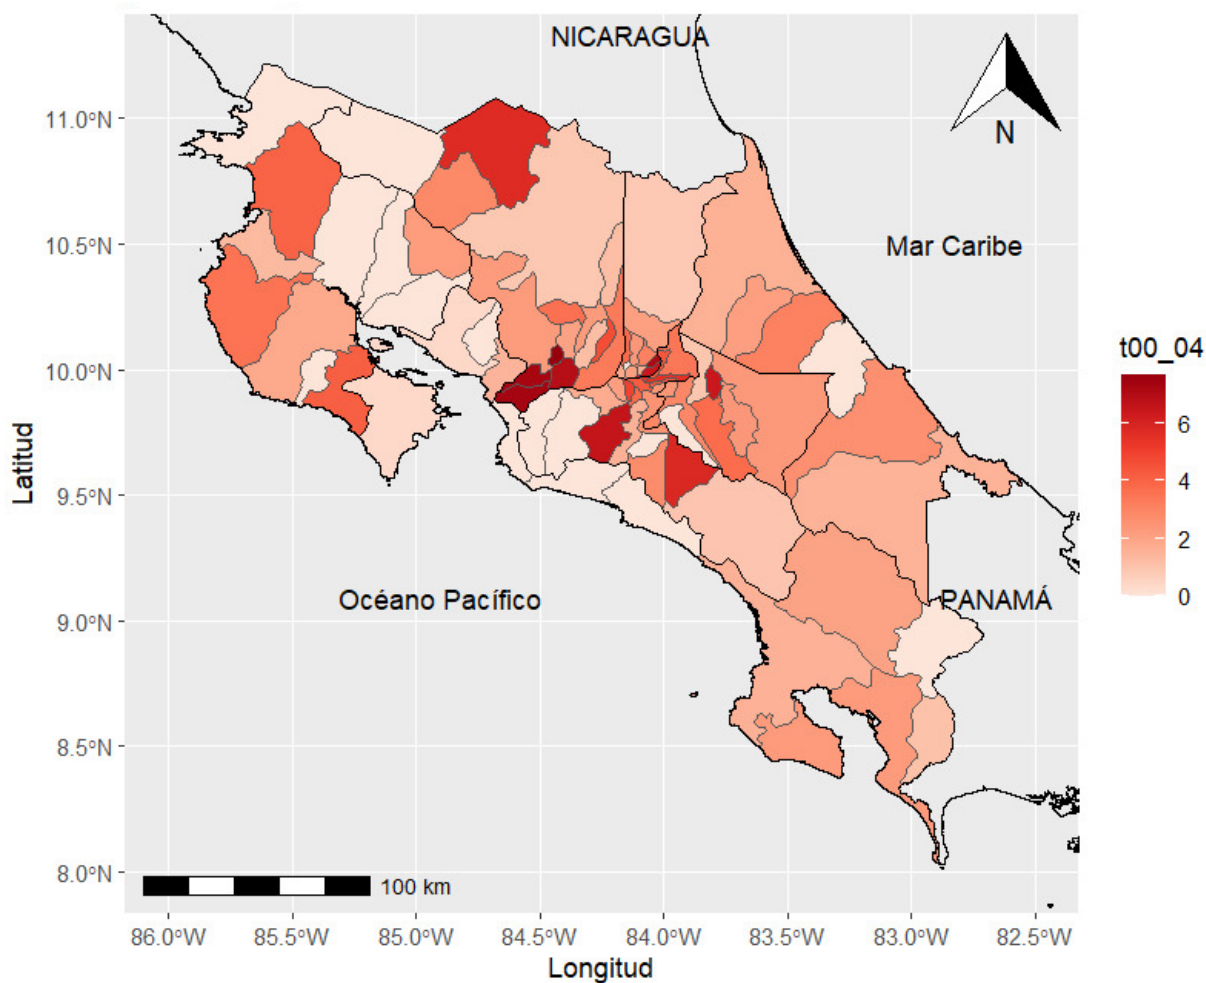 NICARAGUA
N
11.0°N
10.5°N
10.0°N
9.5°N
9.0°N
8.5°N
8.0°N
Latitud
Mar Caribe
Océano Pacífico
PANAMÁ
100 km
86.0°W 85.5°W 85.0°W 84.5°W 84.0°W 83.5°W 83.0°W 82.5°W
Longitud
t00_04
6
4
2
0